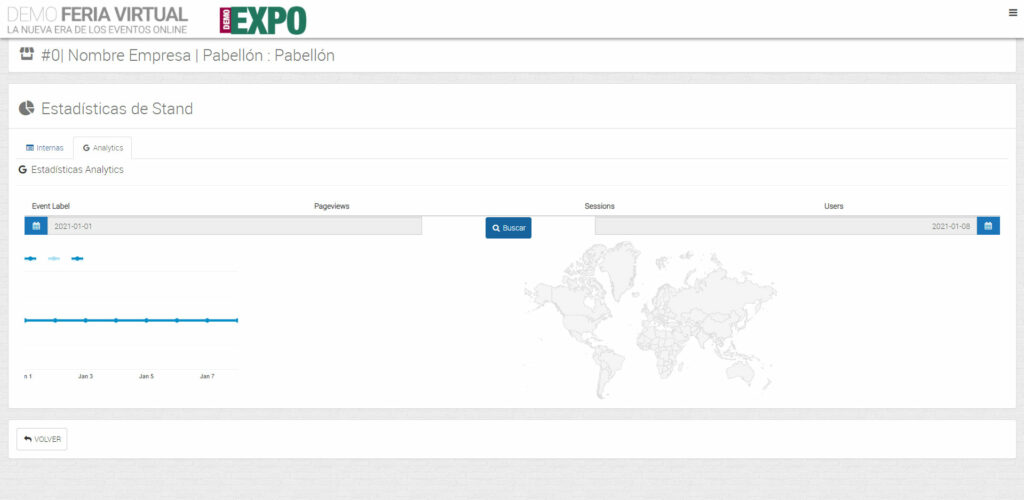 DEMO FERIA VIRTUAL
LA NUEVA ERA DE LOS EVENTOS ONLINE
DEMO EXPO
#0| Nombre Empresa | Pabellón : Pabellón
Estadísticas de Stand
Internas
Analytics
Estadísticas Analytics
Event Label Pageviews Sessions Users
2021-01-01 Buscar 2021-01-08
n 1 Jan 3 Jan 5 Jan 7
VOLVER